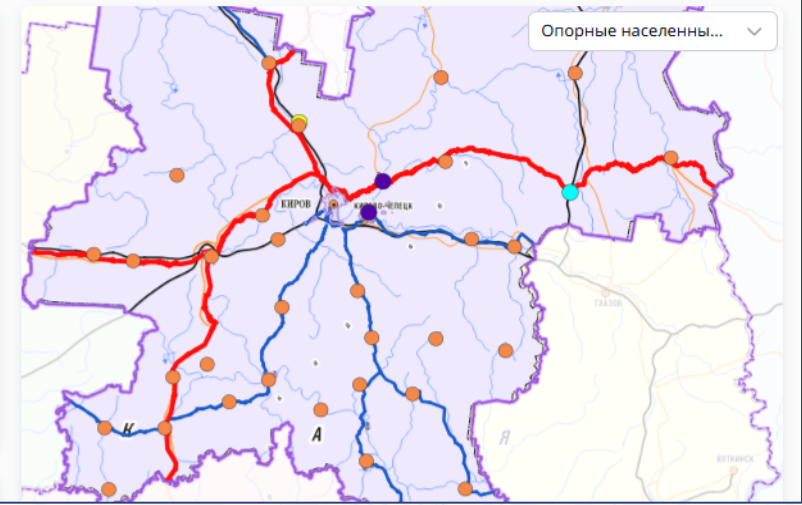 Опорные населенны...
КИРОВ
КИРОВО-ЧЕПЕЦК
ГЛАЗОВ
Я
К
А
ВОТКИНСК